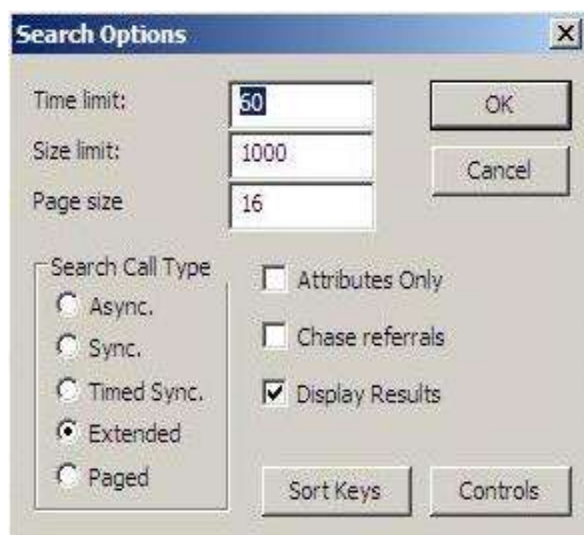 Search Options
Time limit:
60
OK
Size limit:
1000
Cancel
Page size
16
Search Call Type
Async.
Sync.
Timed Sync.
Extended
Paged
Attributes Only
Chase referrals
Display Results
Sort Keys
Controls